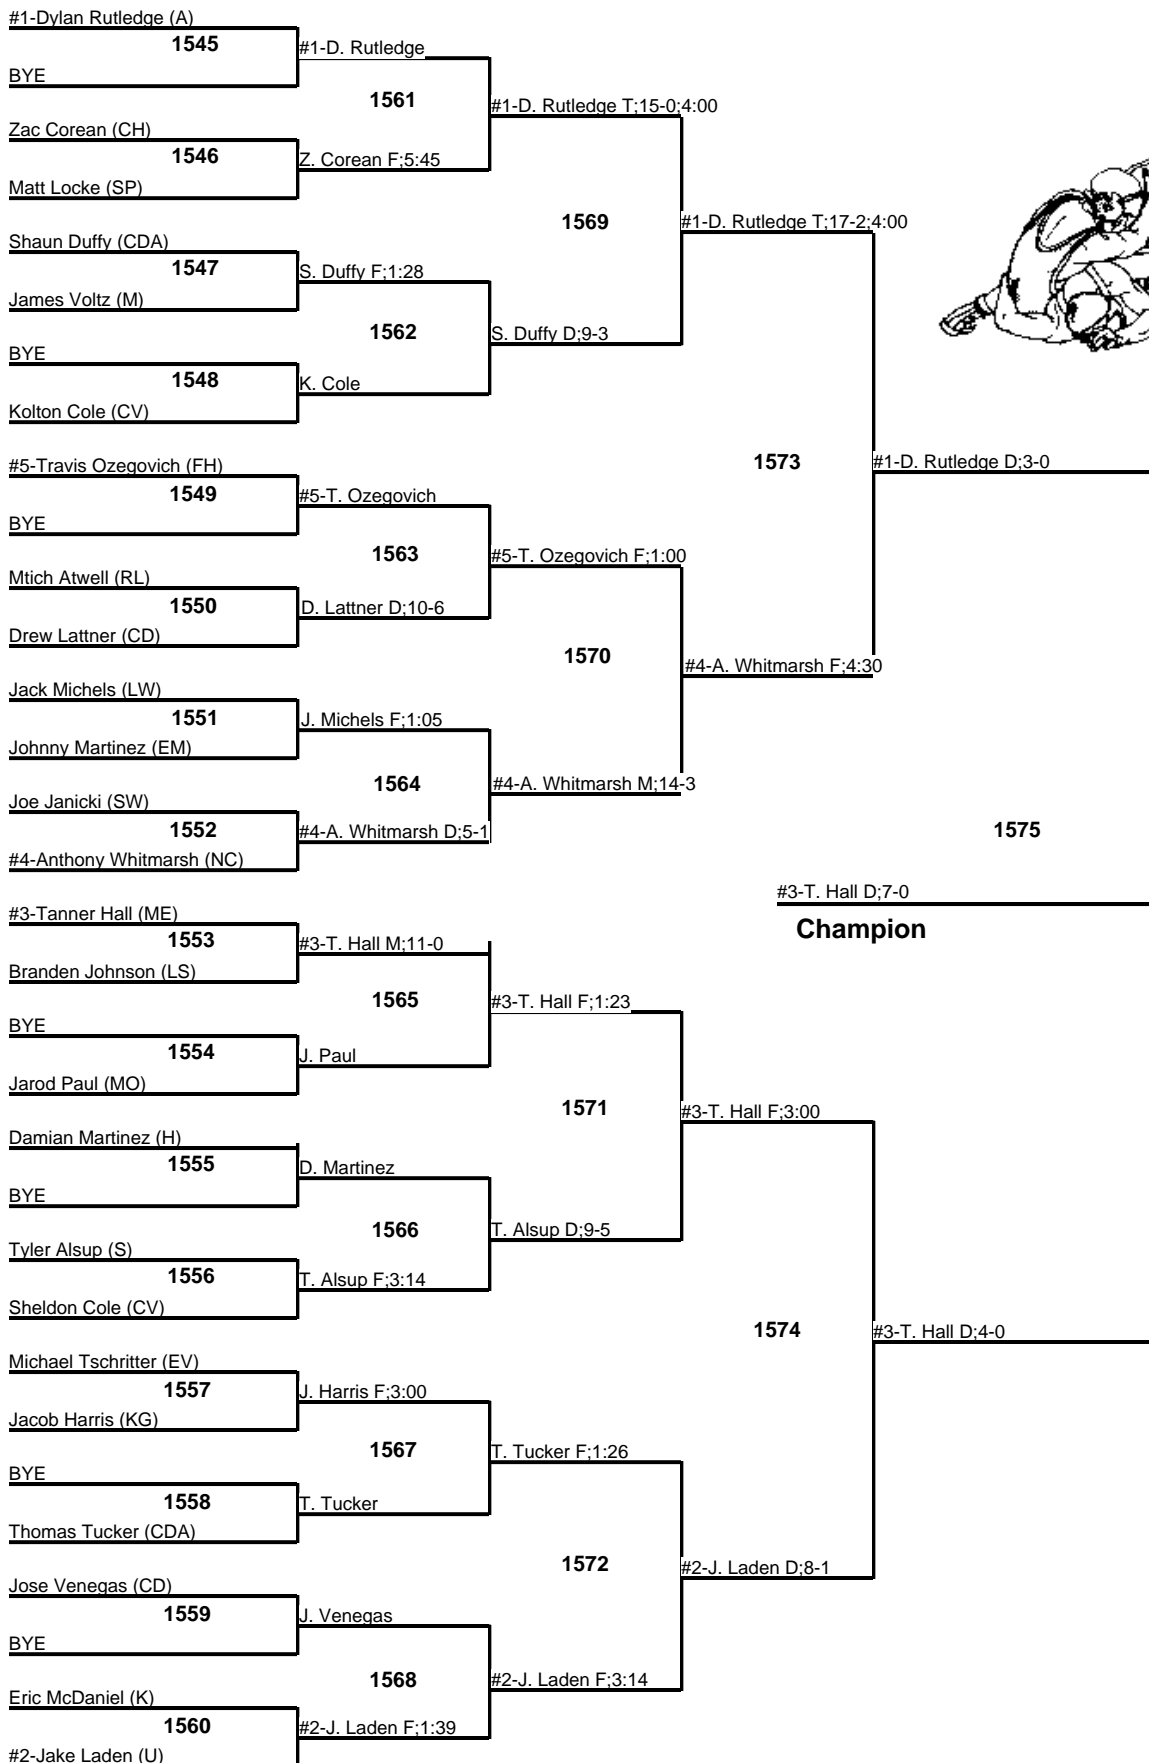 #1-Dylan Rutledge (A)
1545
#1-D. Rutledge
BYE
1561
#1-D. Rutledge T;15-0;4:00
Zac Corean (CH)
1546
Z. Corean F;5:45
Matt Locke (SP)
1569
#1-D. Rutledge T;17-2;4:00
Shaun Duffy (CDA)
1547
S. Duffy F;1:28
James Voltz (M)
1562
S. Duffy D;9-3
BYE
1548
K. Cole
Kolton Cole (CV)
1573
#1-D. Rutledge D;3-0
#5-Travis Ozegovich (FH)
1549
#5-T. Ozegovich
BYE
1563
#5-T. Ozegovich F;1:00
Mtich Atwell (RL)
1550
D. Lattner D;10-6
Drew Lattner (CD)
1570
#4-A. Whitmarsh F;4:30
Jack Michels (LW)
1551
J. Michels F;1:05
Johnny Martinez (EM)
1564
#4-A. Whitmarsh M;14-3
Joe Janicki (SW)
1552
#4-A. Whitmarsh D;5-1
#4-Anthony Whitmarsh (NC)
1575
#3-T. Hall D;7-0
Champion
#3-Tanner Hall (ME)
1553
#3-T. Hall M;11-0
Branden Johnson (LS)
1565
#3-T. Hall F;1:23
BYE
1554
J. Paul
Jarod Paul (MO)
1571
#3-T. Hall F;3:00
Damian Martinez (H)
1555
D. Martinez
BYE
1566
T. Alsup D;9-5
Tyler Alsup (S)
1556
T. Alsup F;3:14
Sheldon Cole (CV)
1574
#3-T. Hall D;4-0
Michael Tschritter (EV)
1557
J. Harris F;3:00
Jacob Harris (KG)
1567
T. Tucker F;1:26
BYE
1558
T. Tucker
Thomas Tucker (CDA)
1572
#2-J. Laden D;8-1
Jose Venegas (CD)
1559
J. Venegas
BYE
1568
#2-J. Laden F;3:14
Eric McDaniel (K)
1560
#2-J. Laden F;1:39
#2-Jake Laden (U)